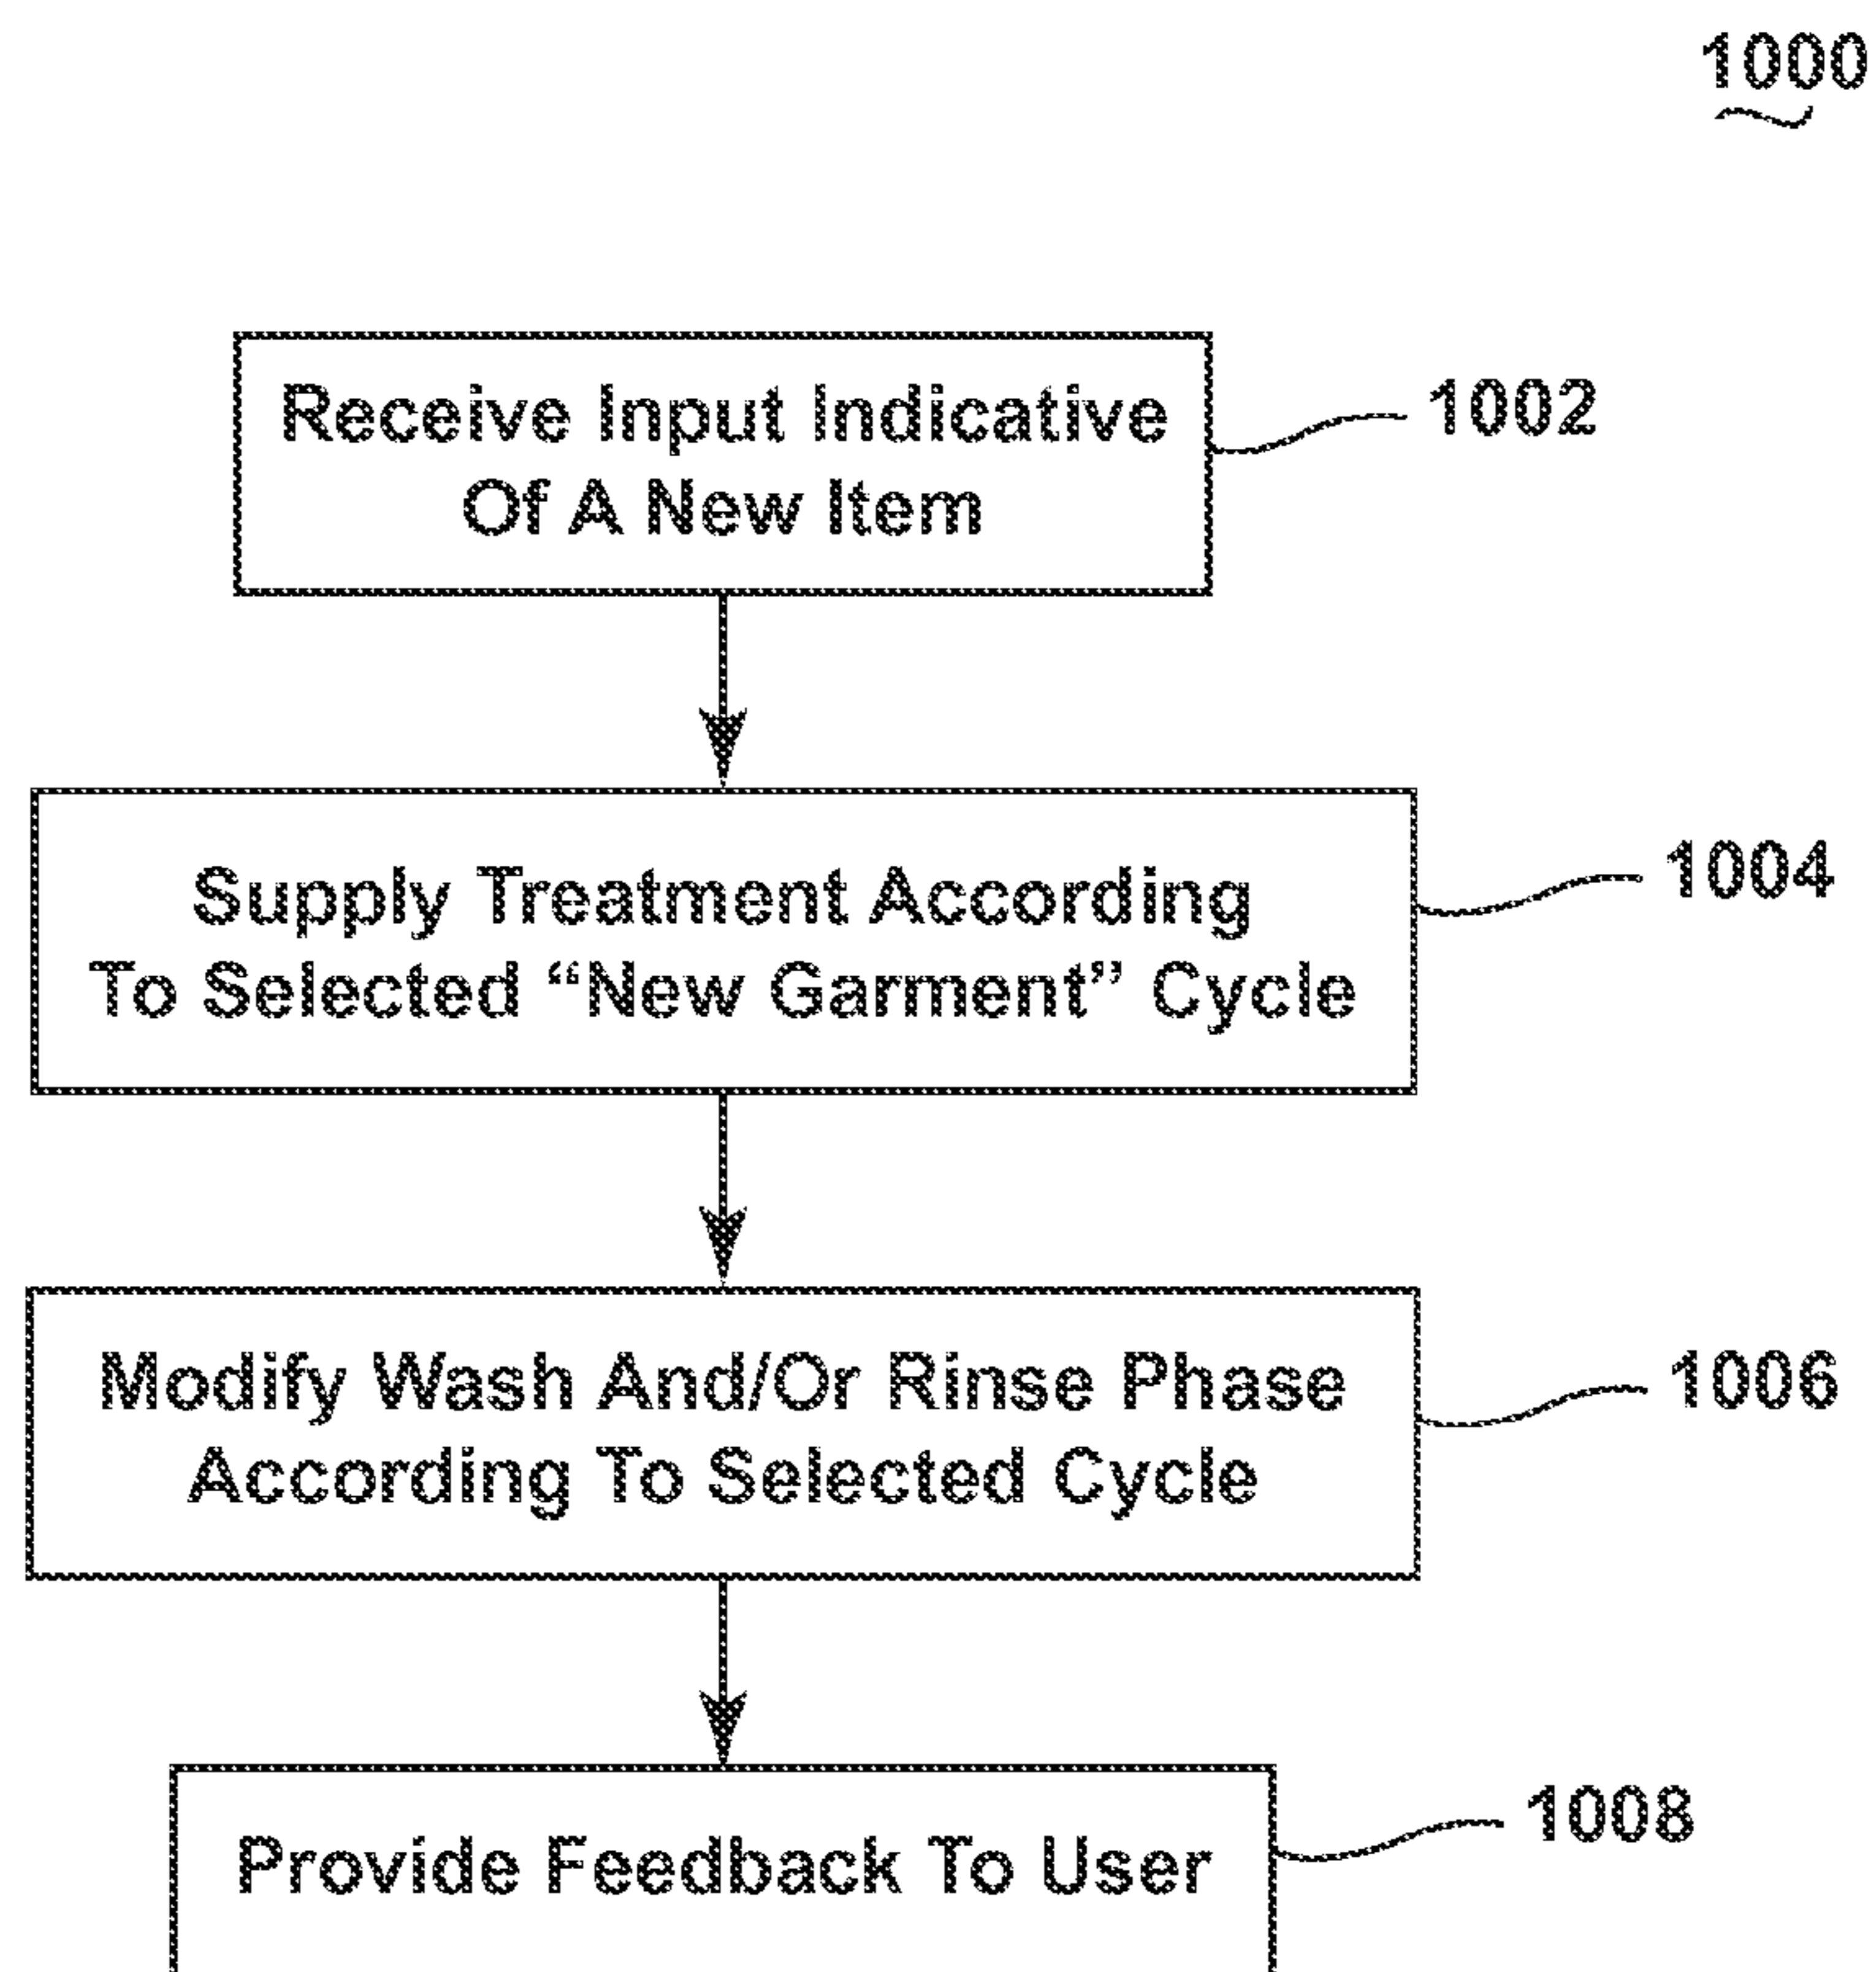 1000
Receive Input Indicative
Of A New Item
1002
Supply Treatment According
To Selected “New Garment” Cycle
1004
Modify Wash And/Or Rinse Phase
According To Selected Cycle
1006
Provide Feedback To User
1008